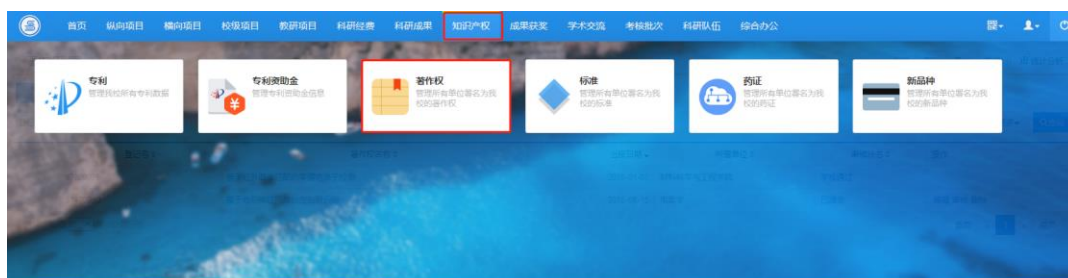 首页 纵向项目 横向项目 校级项目 教研项目 科研经费 科研成果 知识产权 成果获奖 学术交流 考核批次 科研队伍 综合办公
专利
管理我校所有专利数据
专利资助金
管理专利资助金信息
著作权
管理所有单位署名为我
校的著作权
标准
管理所有单位署名为我
校的标准
药证
管理所有单位署名为我
校的药证
新品种
管理所有单位署名为我
校的新品种